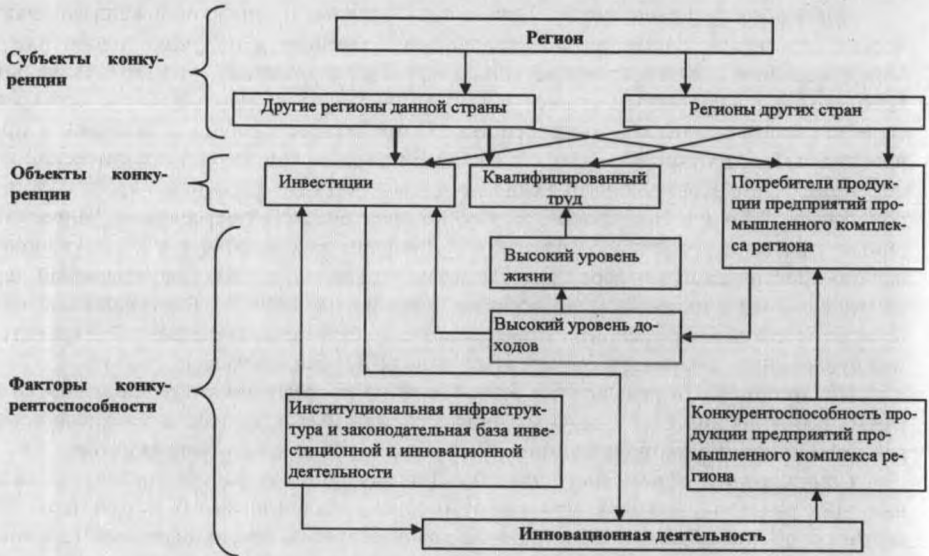 Регион
Субъекты конку-
ренции
Другие регионы данной страны
Регионы других стран
Объекты конку-
ренции
Инвестиции
Квалифицированный
труд
Потребители продук-
ции предприятий про-
мышленного комплек-
са региона
Высокий уровень
жизни
Высокий уровень до-
ходов
Факторы конку-
рентоспособности
Институциональная инфраструк-
тура и законодательная база инве-
стиционной и инновационной
деятельности
Конкурентоспособность про-
дукции предприятий про-
мышленного комплекса ре-
гиона
Инновационная деятельность